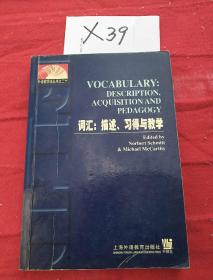 X39
VOCABULARY:
DESCRIPTION,
ACQUISITION AND
PEDAGOGY
词汇：描述、习得与教学
Edited by
Norbert Schmitt
& Michael McCarthy
上海外语教育出版社